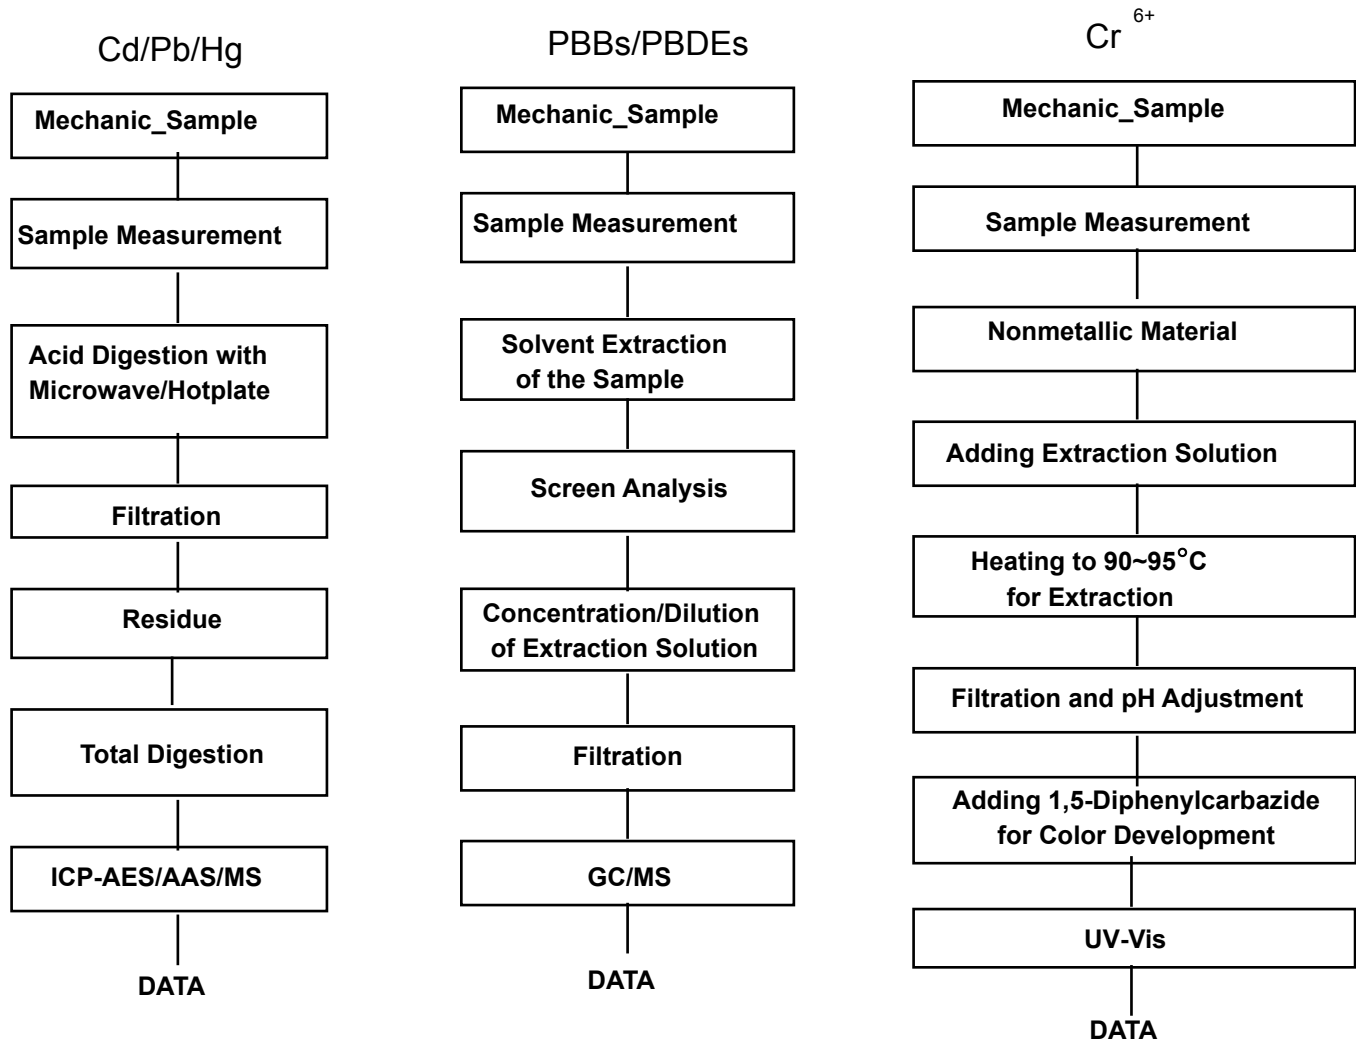 Cd/Pb/Hg
Mechanic_Sample
Sample Measurement
Acid Digestion with
Microwave/Hotplate
Filtration
Residue
Total Digestion
ICP-AES/AAS/MS
DATA
PBBs/PBDEs
Mechanic_Sample
Sample Measurement
Solvent Extraction
of the Sample
Screen Analysis
Concentration/Dilution
of Extraction Solution
Filtration
GC/MS
DATA
Cr 6+
Mechanic_Sample
Sample Measurement
Nonmetallic Material
Adding Extraction Solution
Heating to 90~95°C
for Extraction
Filtration and pH Adjustment
Adding 1,5-Diphenylcarbazide
for Color Development
UV-Vis
DATA